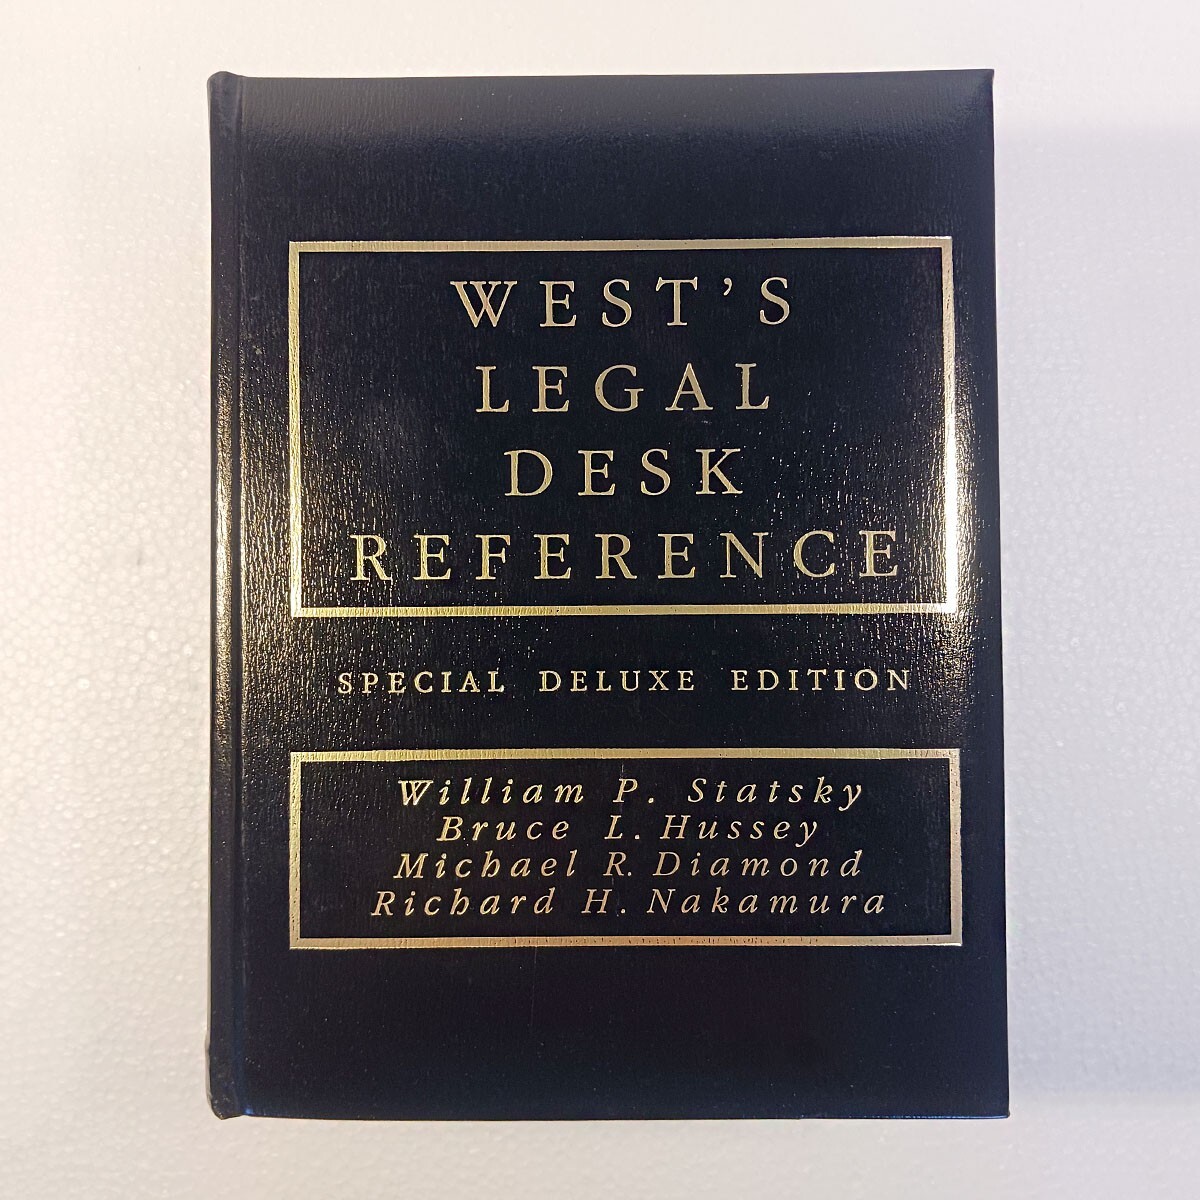 WEST'S
LEGAL
DESK
REFERENCE
SPECIAL DELUXE EDITION
William P. Statsky
Bruce L. Hussey
Michael R. Diamond
Richard H. Nakamura